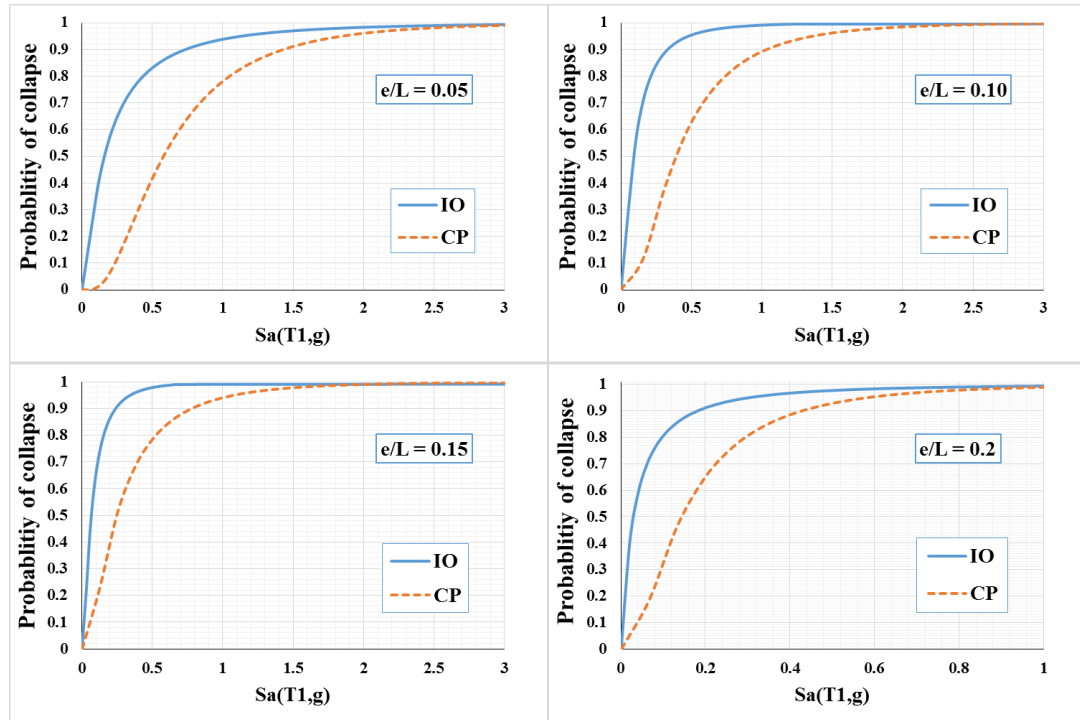 1
0.9
0.8
0.7
0.6
0.5
0.4
0.3
0.2
0.1
0
Probablitiy of collapse
e/L = 0.05
IO
CP
0 0.5 1 1.5 2 2.5 3
Sa(T1,g)
1
0.9
0.8
0.7
0.6
0.5
0.4
0.3
0.2
0.1
0
Probablitiy of collapse
e/L = 0.10
IO
CP
0 0.5 1 1.5 2 2.5 3
Sa(T1,g)
1
0.9
0.8
0.7
0.6
0.5
0.4
0.3
0.2
0.1
0
Probablitiy of collapse
e/L = 0.15
IO
CP
0 0.5 1 1.5 2 2.5 3
Sa(T1,g)
1
0.9
0.8
0.7
0.6
0.5
0.4
0.3
0.2
0.1
0
Probablitiy of collapse
e/L = 0.2
IO
CP
0 0.2 0.4 0.6 0.8 1
Sa(T1,g)